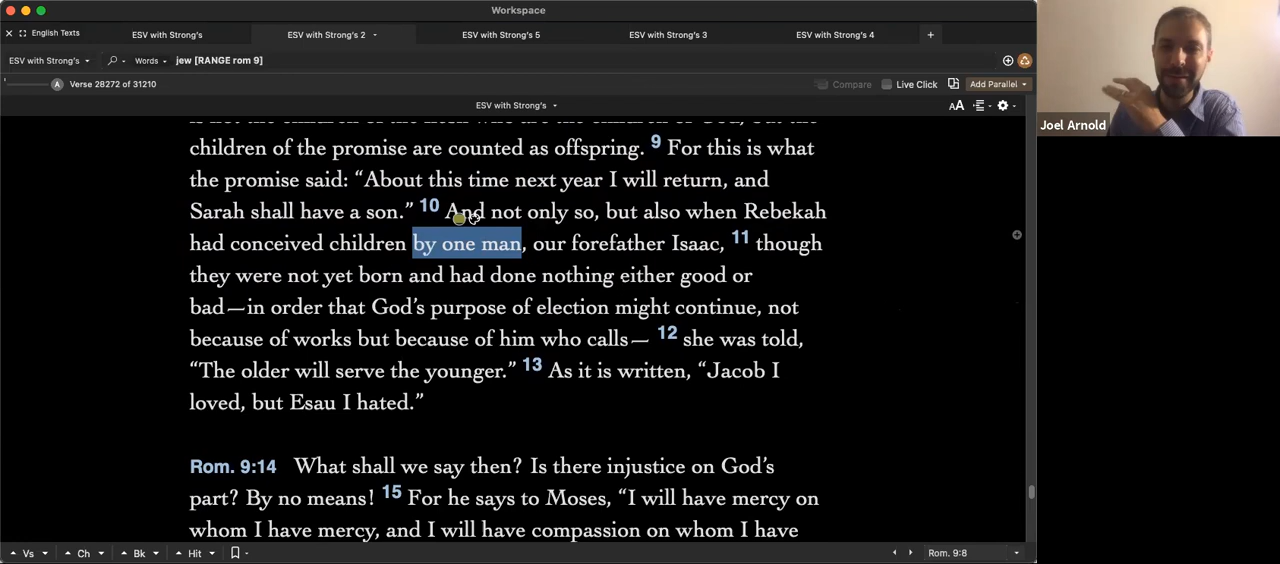 Workspace
English Texts
ESV with Strong's
ESV with Strong's 2
ESV with Strong's 5
ESV with Strong's 3
ESV with Strong's 4
ESV with Strong's
Words
jew [RANGE rom 9]
A Verse 28272 of 31210
Compare
Live Click
Add Parallel
ESV with Strong's
AA
Joel Arnold
children of the promise are counted as offspring. 9 For this is what
the promise said: “About this time next year I will return, and
Sarah shall have a son.” 10 And not only so, but also when Rebekah
had conceived children by one man, our forefather Isaac, 11 though
they were not yet born and had done nothing either good or
bad—in order that God’s purpose of election might continue, not
because of works but because of him who calls— 12 she was told,
“The older will serve the younger.” 13 As it is written, “Jacob I
loved, but Esau I hated.”
Rom. 9:14 What shall we say then? Is there injustice on God’s
part? By no means! 15 For he says to Moses, “I will have mercy on
whom I have mercy, and I will have compassion on whom I have
Vs
Ch
Bk
Hit
Rom. 9:8